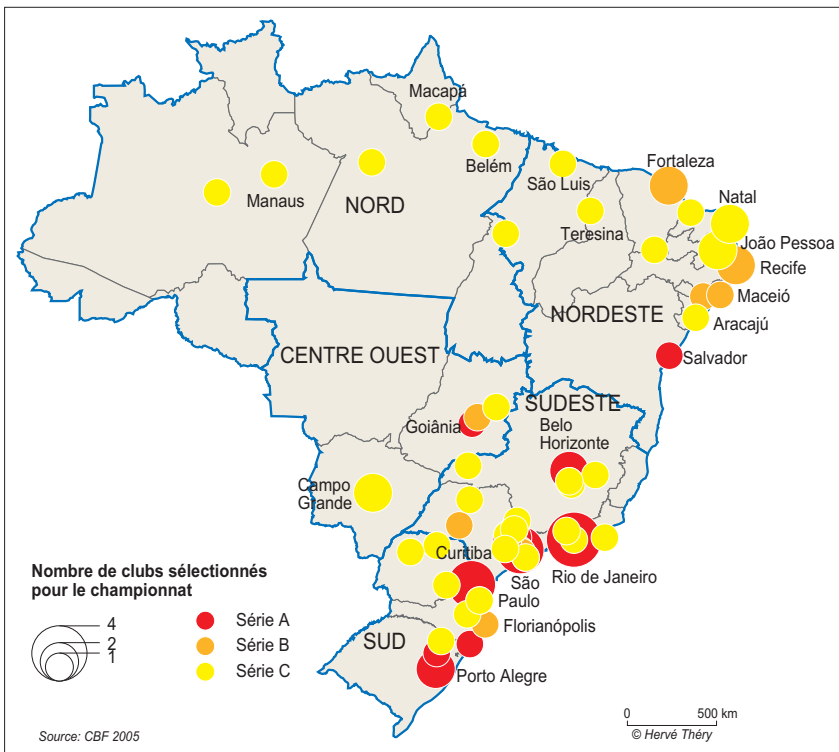 Macapá
Belém
Manaus
NORD
São Luis
Teresina
Fortaleza
Natal
João Pessoa
Recife
Maceió
Aracajú
NORDESTE
Salvador
CENTRE OUEST
SUDESTE
Goiânia
Belo
Horizonte
Campo
Grande
Curitiba
São
Paulo
Rio de Janeiro
Florianópolis
SUD
Porto Alegre
Nombre de clubs sélectionnés
pour le championnat
4
2
1
Série A
Série B
Série C
0 500 km
© Hervé Théry
Source: CBF 2005